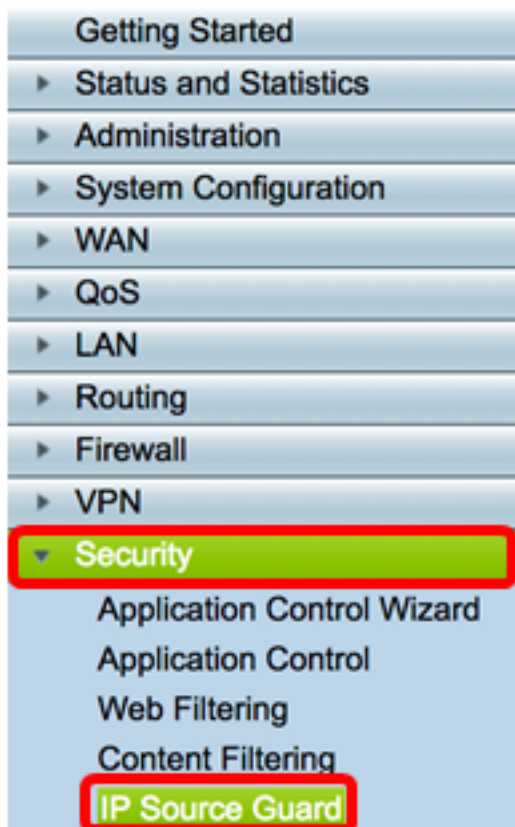 Getting Started
Status and Statistics
Administration
System Configuration
WAN
QoS
LAN
Routing
Firewall
VPN
Security
Application Control Wizard
Application Control
Web Filtering
Content Filtering
IP Source Guard